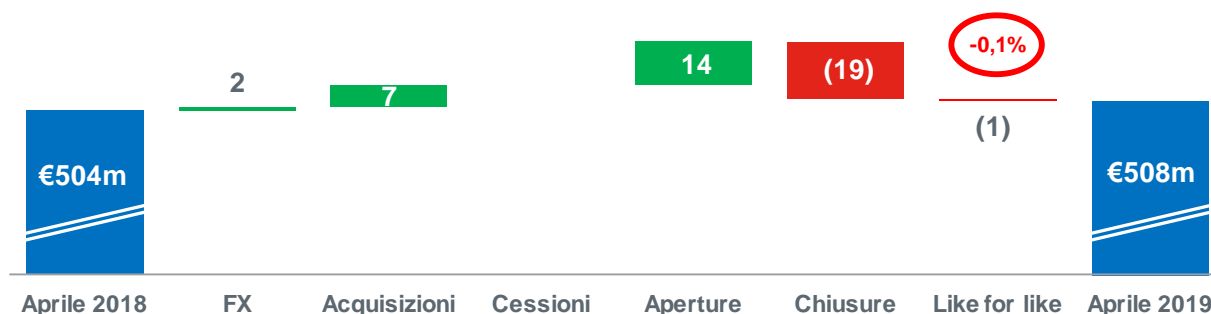 -0,1%
2
7
14
(19)
(1)
€504m
€508m
Aprile 2018 FX Acquisizioni Cessioni Aperture Chiusure Like for like Aprile 2019